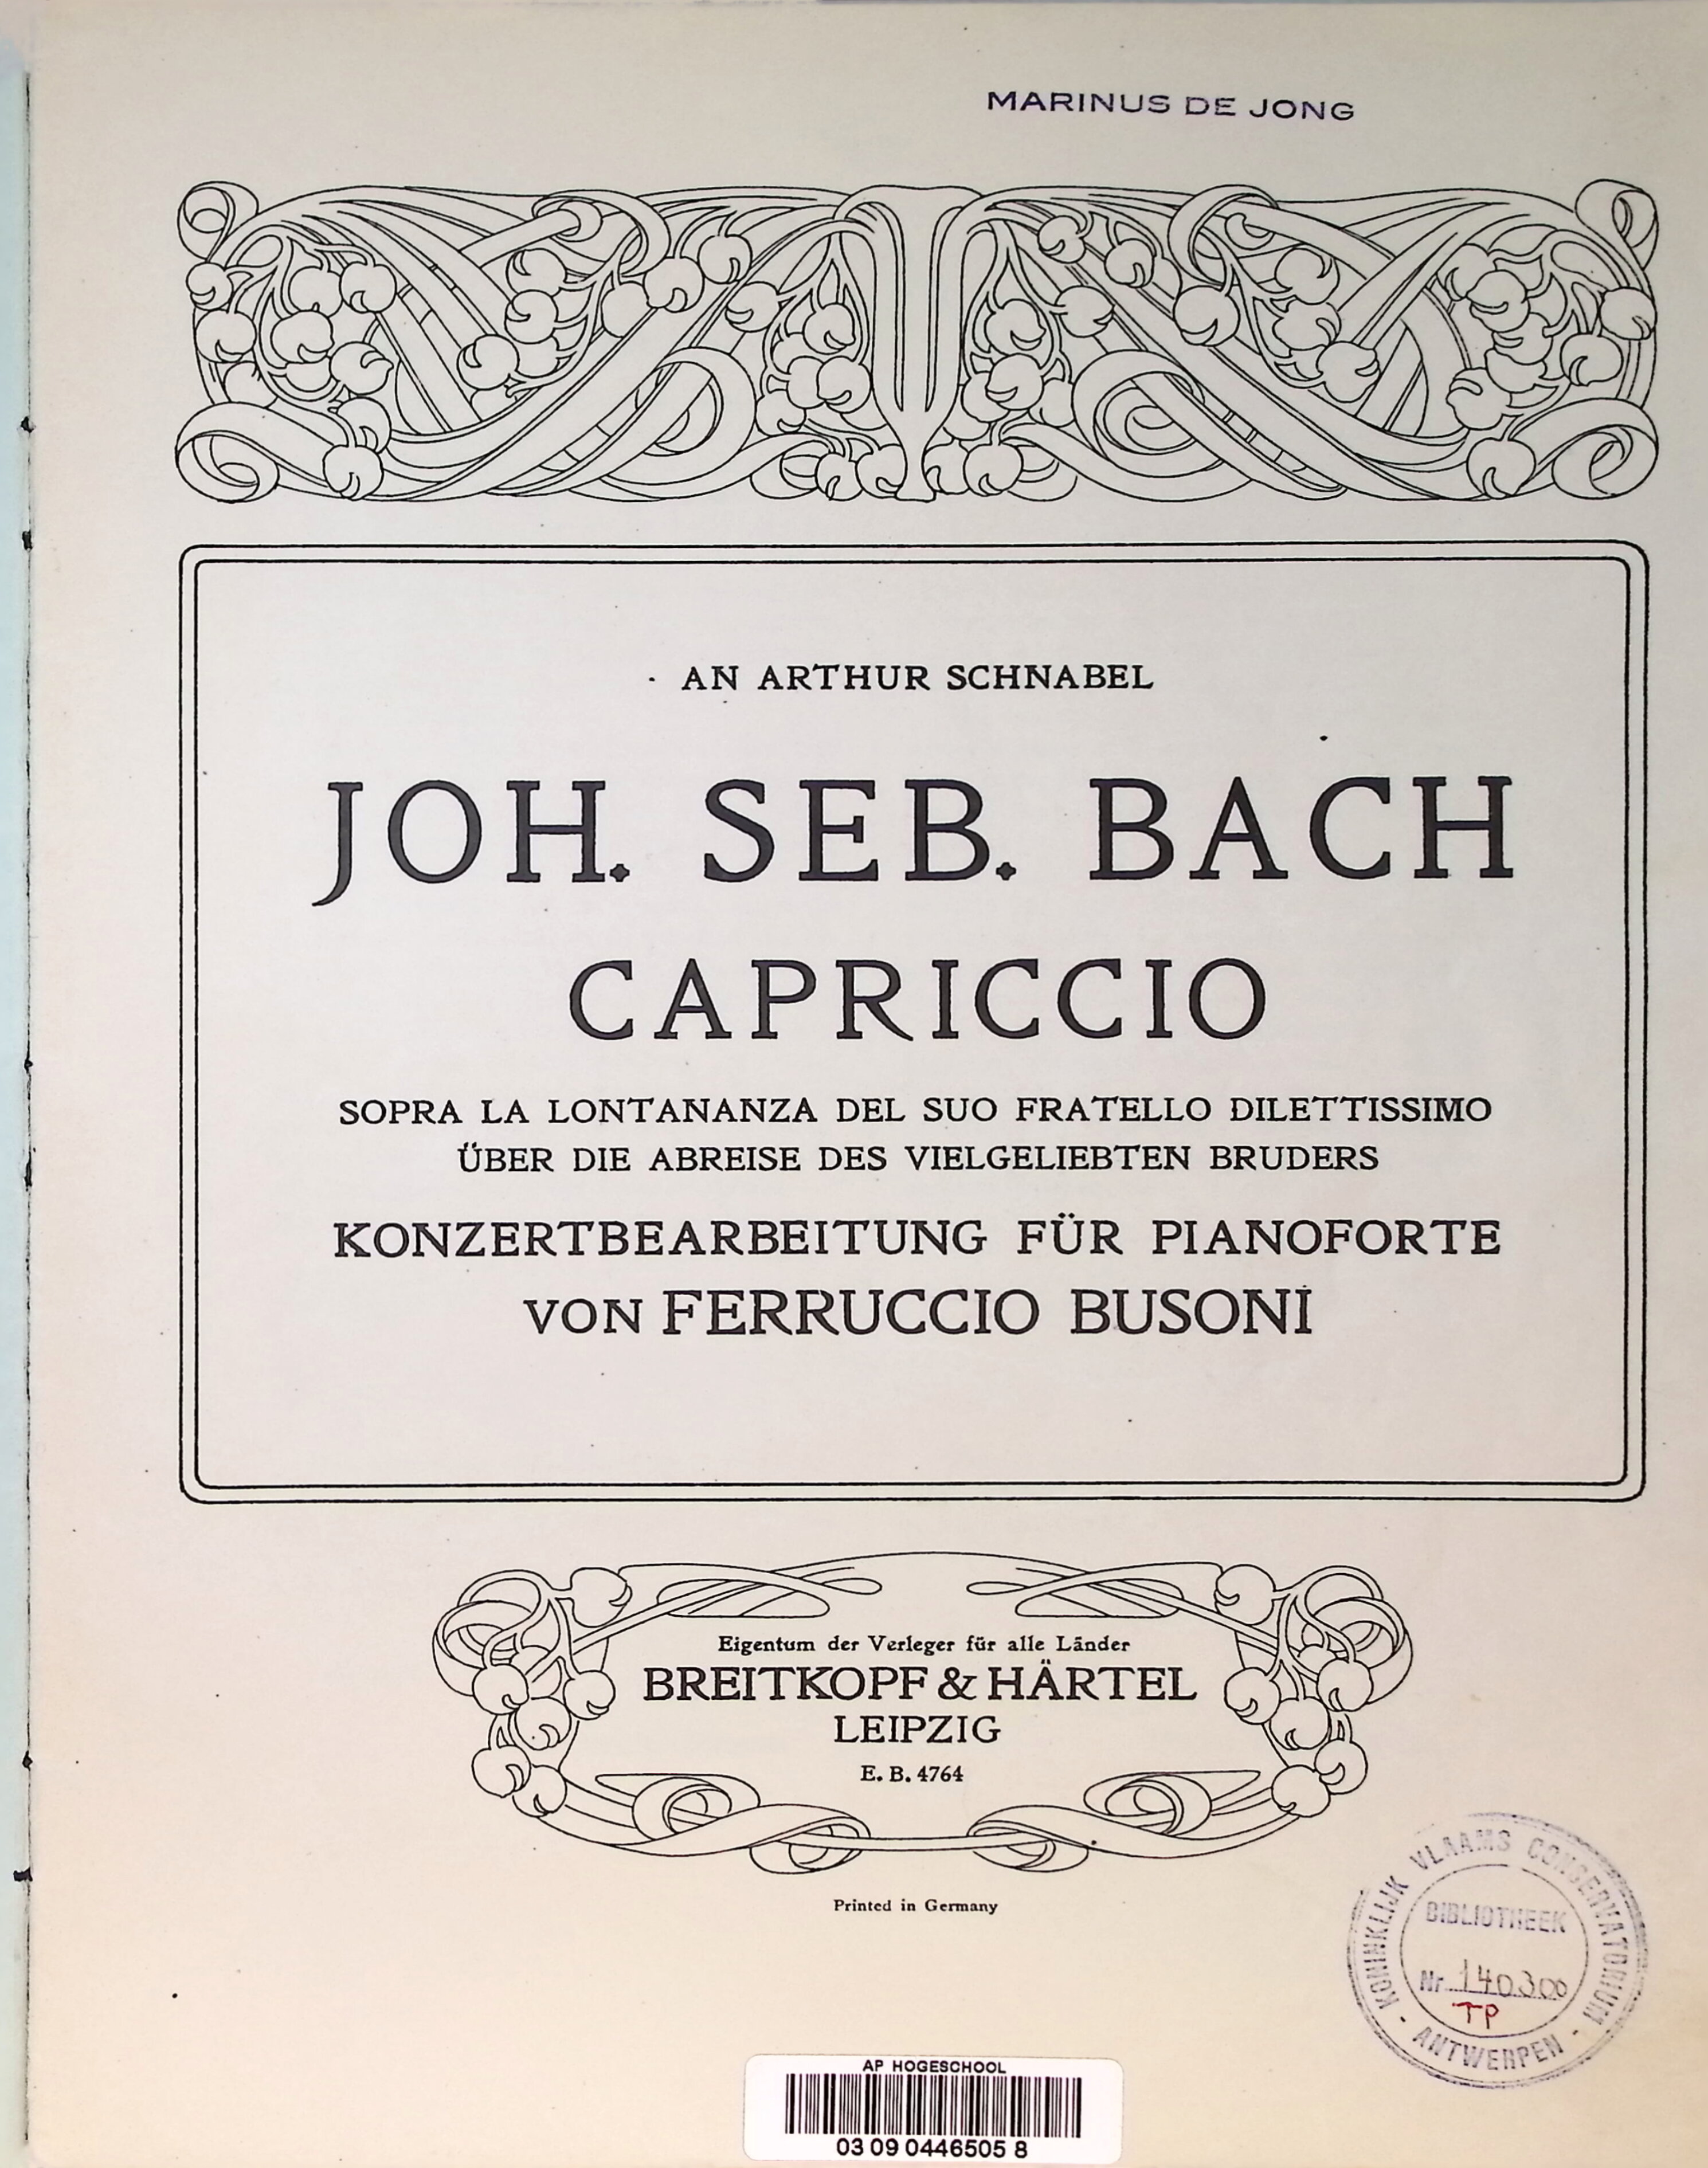 MARINUS DE JONG
AN ARTHUR SCHNABEL
JOH. SEB. BACH
CAPRICCIO
SOPRA LA LONTANANZA DEL SUO FRATELLO DILETTISSIMO
ÜBER DIE ABREISE DES VIELGELIEBTEN BRUDERS
KONZERTBEARBEITUNG FÜR PIANOFORTE
VON FERRUCCIO BUSONI
Eigentum der Verleger für alle Länder
BREITKOPF & HÄRTEL
LEIPZIG
E. B. 4764
Printed in Germany
KONINKLIJK VLAAMS CONSERVATORIUM
BIBLIOTHEEK
Nr. 140300
TP
- ANTWERPEN -
AP HOGESCHOOL
03 09 0446505 8